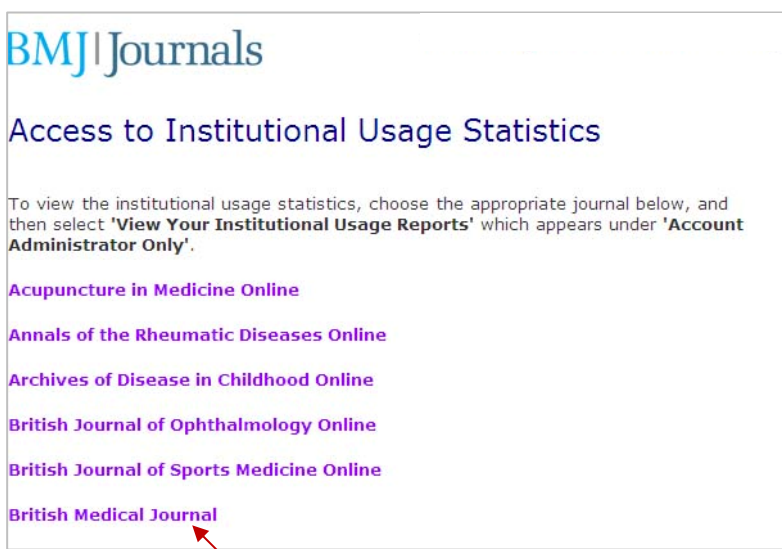 BMJ|Journals
Access to Institutional Usage Statistics
To view the institutional usage statistics, choose the appropriate journal below, and
then select 'View Your Institutional Usage Reports' which appears under 'Account
Administrator Only'.
Acupuncture in Medicine Online
Annals of the Rheumatic Diseases Online
Archives of Disease in Childhood Online
British Journal of Ophthalmology Online
British Journal of Sports Medicine Online
British Medical Journal